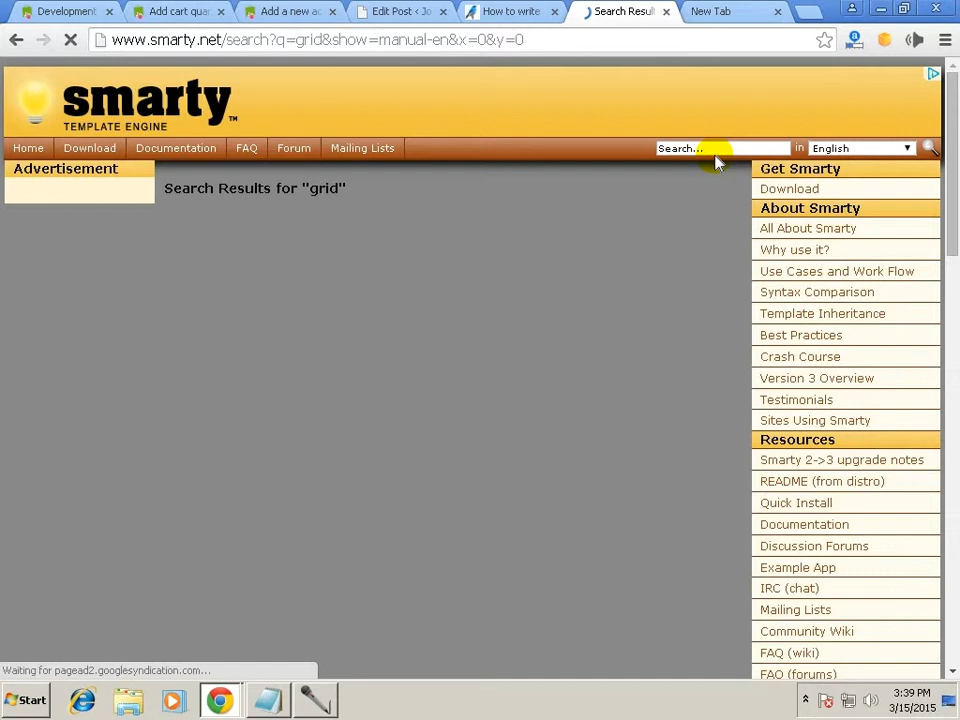 Development
Add cart quan
Add a new ac
Edit Post ‹ Jo
How to write
Search Resul
New Tab
www.smarty.net/search?q=grid&show=manual-en&x=0&y=0
smarty™
TEMPLATE ENGINE
Home
Download
Documentation
FAQ
Forum
Mailing Lists
Search...
in
English
Advertisement
Search Results for "grid"
Get Smarty
Download
About Smarty
All About Smarty
Why use it?
Use Cases and Work Flow
Syntax Comparison
Template Inheritance
Best Practices
Crash Course
Version 3 Overview
Testimonials
Sites Using Smarty
Resources
Smarty 2->3 upgrade notes
README (from distro)
Quick Install
Documentation
Discussion Forums
Example App
IRC (chat)
Mailing Lists
Community Wiki
FAQ (wiki)
FAQ (forums)
Waiting for pagead2.googlesyndication.com...
Start
3:39 PM
3/15/2015